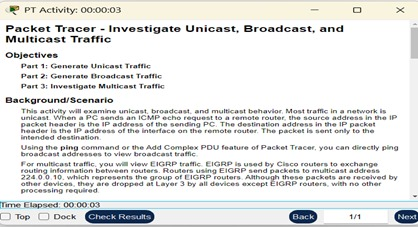 PT Activity: 00:00:03
Packet Tracer - Investigate Unicast, Broadcast, and
Multicast Traffic
Objectives
Part 1: Generate Unicast Traffic
Part 2: Generate Broadcast Traffic
Part 3: Investigate Multicast Traffic
Background/Scenario
This activity will examine unicast, broadcast, and multicast behavior. Most traffic in a network is
unicast. When a PC sends an ICMP echo request to a remote router, the source address in the IP
packet header is the IP address of the sending PC. The destination address in the IP packet
header is the IP address of the interface on the remote router. The packet is sent only to the
intended destination.
Using the ping command or the Add Complex PDU feature of Packet Tracer, you can directly ping
broadcast addresses to view broadcast traffic.
For multicast traffic, you will view EIGRP traffic. EIGRP is used by Cisco routers to exchange
routing information between routers. Routers using EIGRP send packets to multicast address
224.0.0.10, which represents the group of EIGRP routers. Although these packets are received by
other devices, they are dropped at Layer 3 by all devices except EIGRP routers, with no other
processing required.
Time Elapsed: 00:00:03
Top Dock Check Results Back 1/1 Next